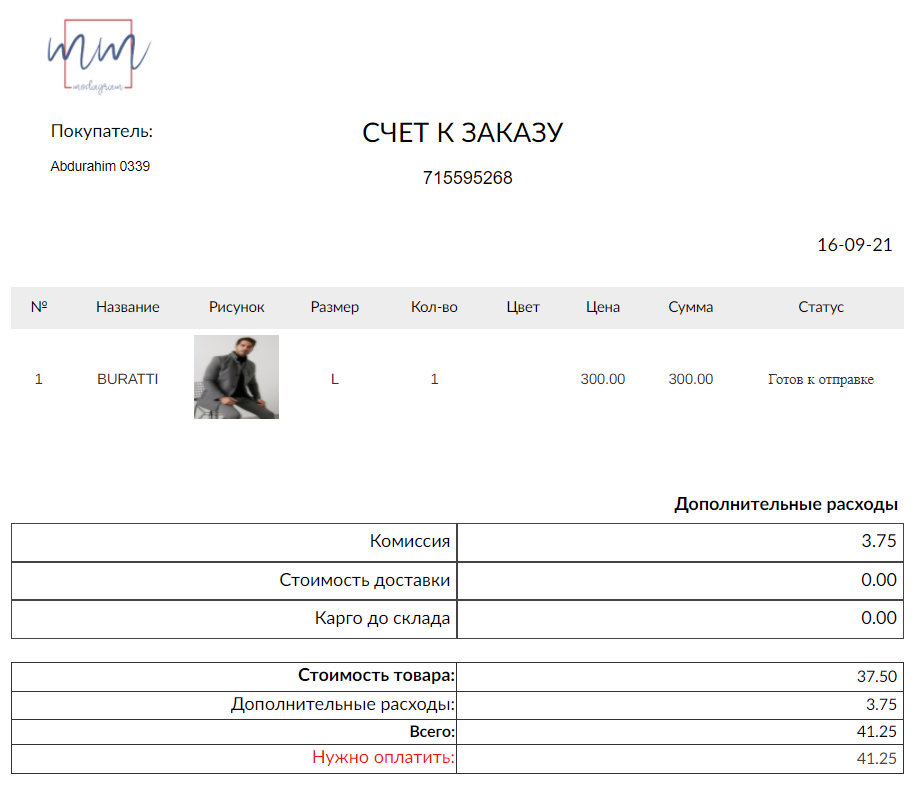 mm
modagram
Покупатель:
СЧЕТ К ЗАКАЗУ
Abdurahim 0339
715595268
16-09-21
№ Название Рисунок Размер Кол-во Цвет Цена Сумма Статус
1 BURATTI L 1 300.00 300.00 Готов к отправке
Дополнительные расходы
Комиссия 3.75
Стоимость доставки 0.00
Карго до склада 0.00
Стоимость товара: 37.50
Дополнительные расходы: 3.75
Всего: 41.25
Нужно оплатить: 41.25